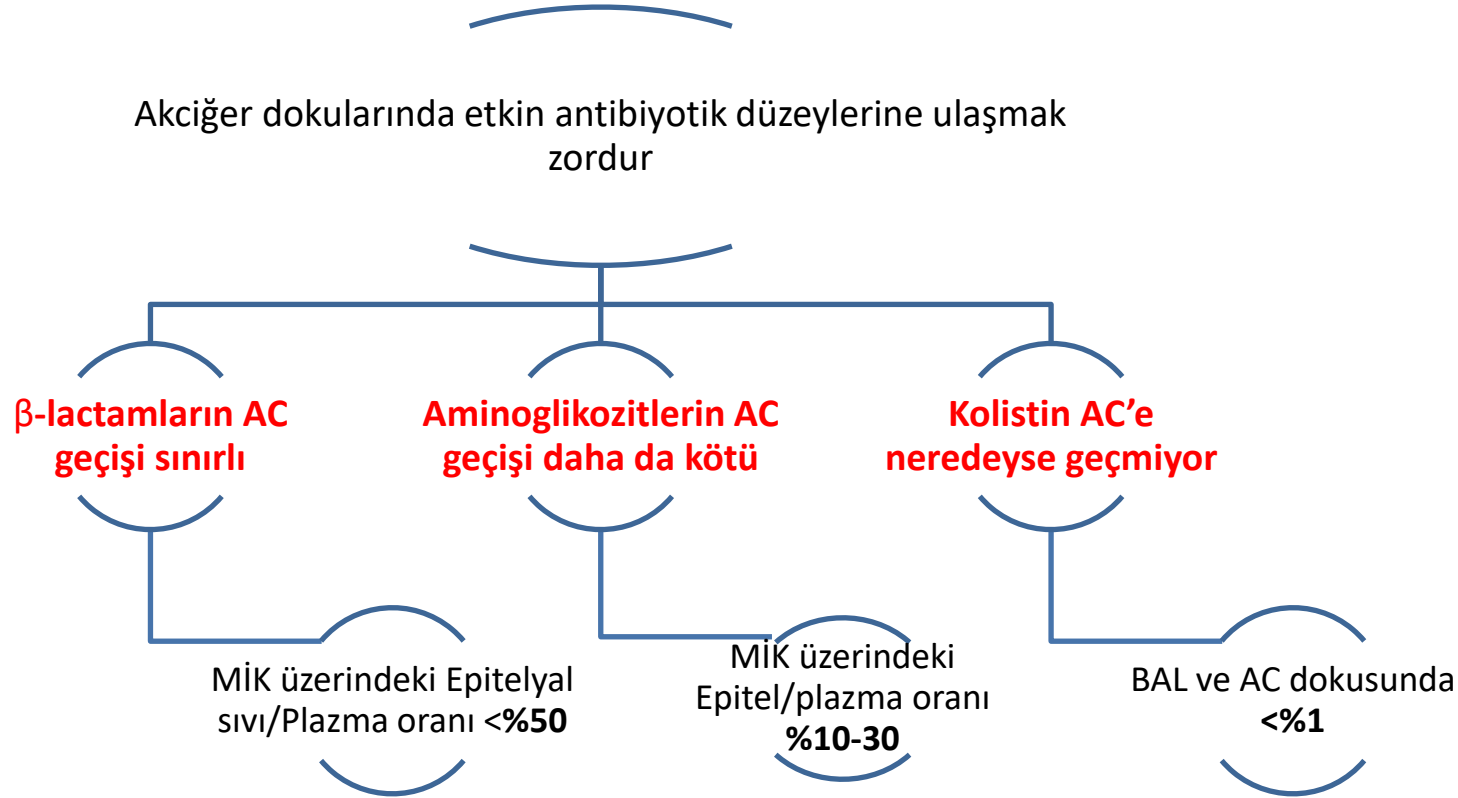 Akciğer dokularında etkin antibiyotik düzeylerine ulaşmak
zordur
β-lactamların AC
geçişi sınırlı
Aminoglikozitlerin AC
geçişi daha da kötü
Kolistin AC’e
neredeyse geçmiyor
MİK üzerindeki Epitelyal
sıvı/Plazma oranı <%50
MİK üzerindeki
Epitel/plazma oranı
%10-30
BAL ve AC dokusunda
<%1